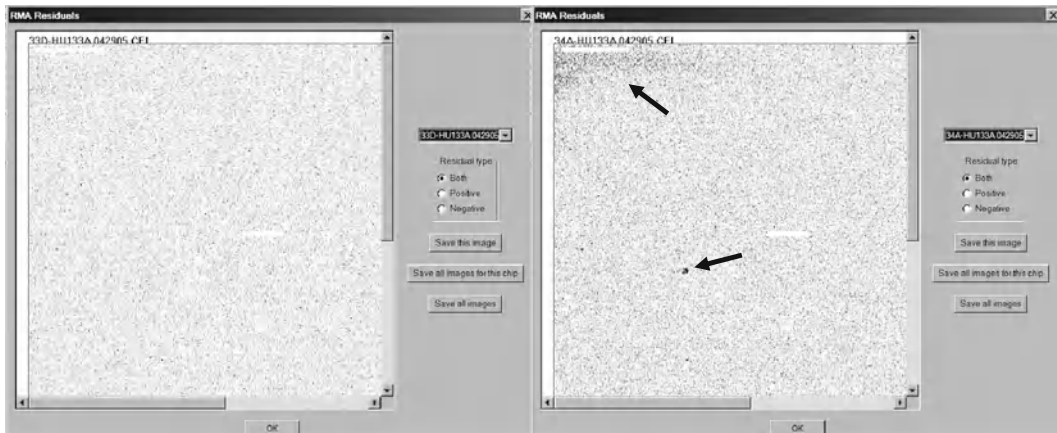 RMA Residuals
33D-HU133A.042905.CEL
33D-HU133A.042905
Residual type
Both
Positive
Negative
Save this image
Save all images for this chip
Save all images
OK
RMA Residuals
34A-HU133A.042905.CEL
34A-HU133A.042905
Residual type
Both
Positive
Negative
Save this image
Save all images for this chip
Save all images
OK